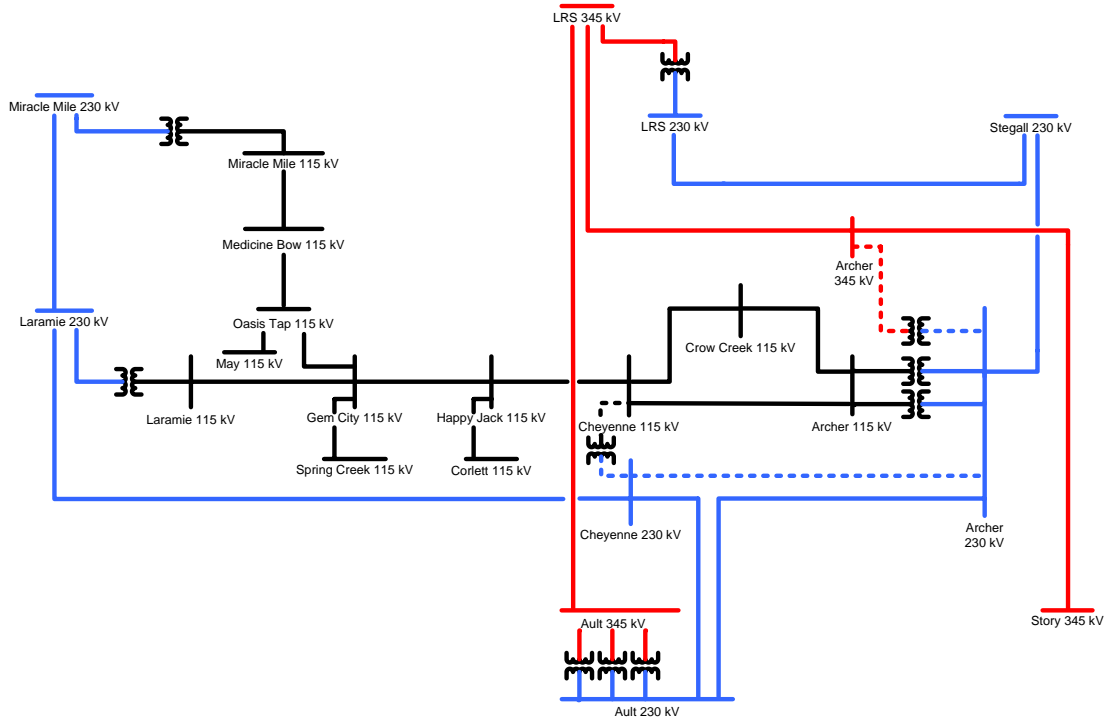 LRS 345 kV
Miracle Mile 230 kV
LRS 230 kV
Stegall 230 kV
Miracle Mile 115 kV
Medicine Bow 115 kV
Archer
345 kV
Laramie 230 kV
Oasis Tap 115 kV
Crow Creek 115 kV
May 115 kV
Laramie 115 kV
Gem City 115 kV
Happy Jack 115 kV
Cheyenne 115 kV
Archer 115 kV
Spring Creek 115 kV
Corlett 115 kV
Cheyenne 230 kV
Archer
230 kV
Ault 345 kV
Story 345 kV
Ault 230 kV